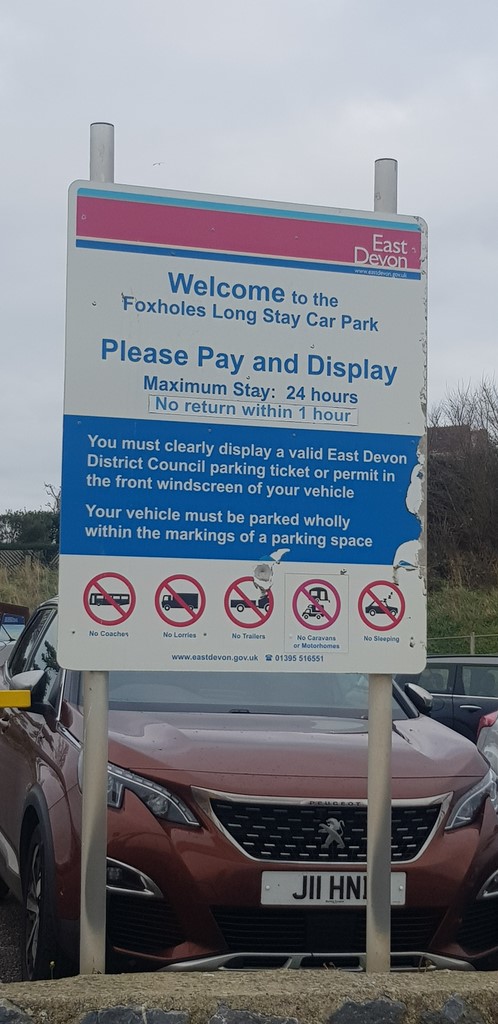 East
Devon
www.eastdevon.gov.uk
Welcome to the
Foxholes Long Stay Car Park
Please Pay and Display
Maximum Stay: 24 hours
No return within 1 hour
You must clearly display a valid East Devon
District Council parking ticket or permit in
the front windscreen of your vehicle
Your vehicle must be parked wholly
within the markings of a parking space
No Coaches
No Lorries
No Trailers
No Caravans
or Motorhomes
No Sleeping
www.eastdevon.gov.uk ☎ 01395 516551
PEUGEOT
J11 HN